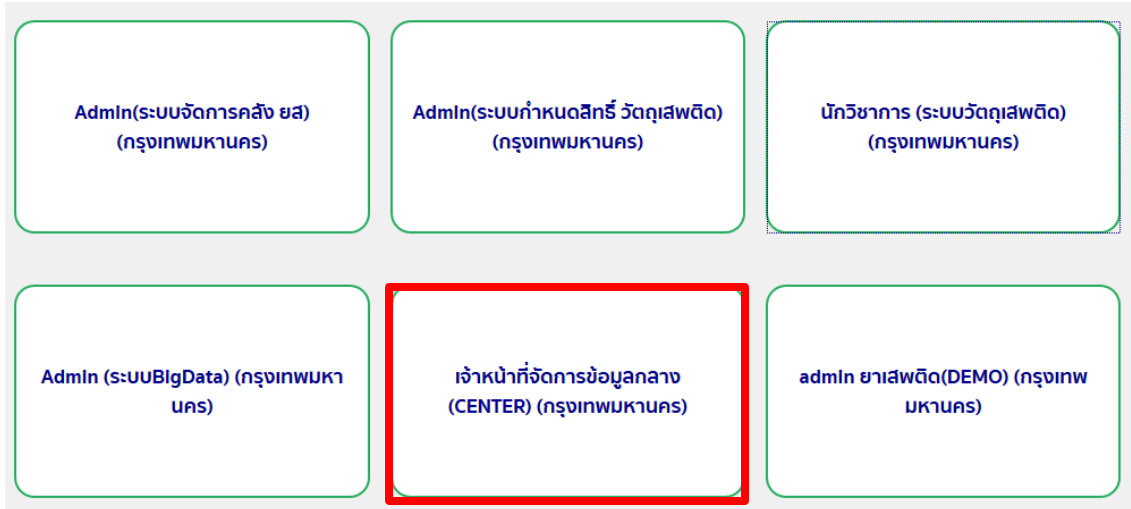 Admin(ระบบจัดการคลัง ยส)
(กรุงเทพมหานคร)
Admin(ระบบกำหนดสิทธิ์ วัตถุเสพติด)
(กรุงเทพมหานคร)
นักวิชาการ (ระบบวัตถุเสพติด)
(กรุงเทพมหานคร)
Admin (ระบบBigData) (กรุงเทพมหา
นคร)
เจ้าหน้าที่จัดการข้อมูลกลาง
(CENTER) (กรุงเทพมหานคร)
admin ยาเสพติด(DEMO) (กรุงเทพ
มหานคร)